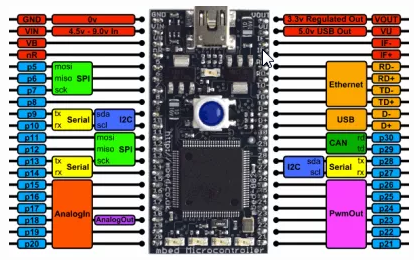 GND 0v
VIN 4.5v - 9.0v In
VB
nR
p5 mosi
p6 miso SPI
p7 sck
p8
p9 tx Serial sda I2C
p10 rx scl
p11 mosi
p12 miso SPI
p13 tx Serial sck
p14 rx
p15
p16
p17 AnalogIn
p18 AnalogOut
p19
p20
GND
VIN
VOUT
mbed Microcontroller
3.3v Regulated Out VOUT
5.0v USB Out VU
IF-
IF+
RD-
Ethernet RD+
TD-
TD+
USB D-
D+
CAN rd p30
td p29
I2C sda tx Serial p28
scl rx p27
p26
p25
PwmOut p24
p23
p22
p21